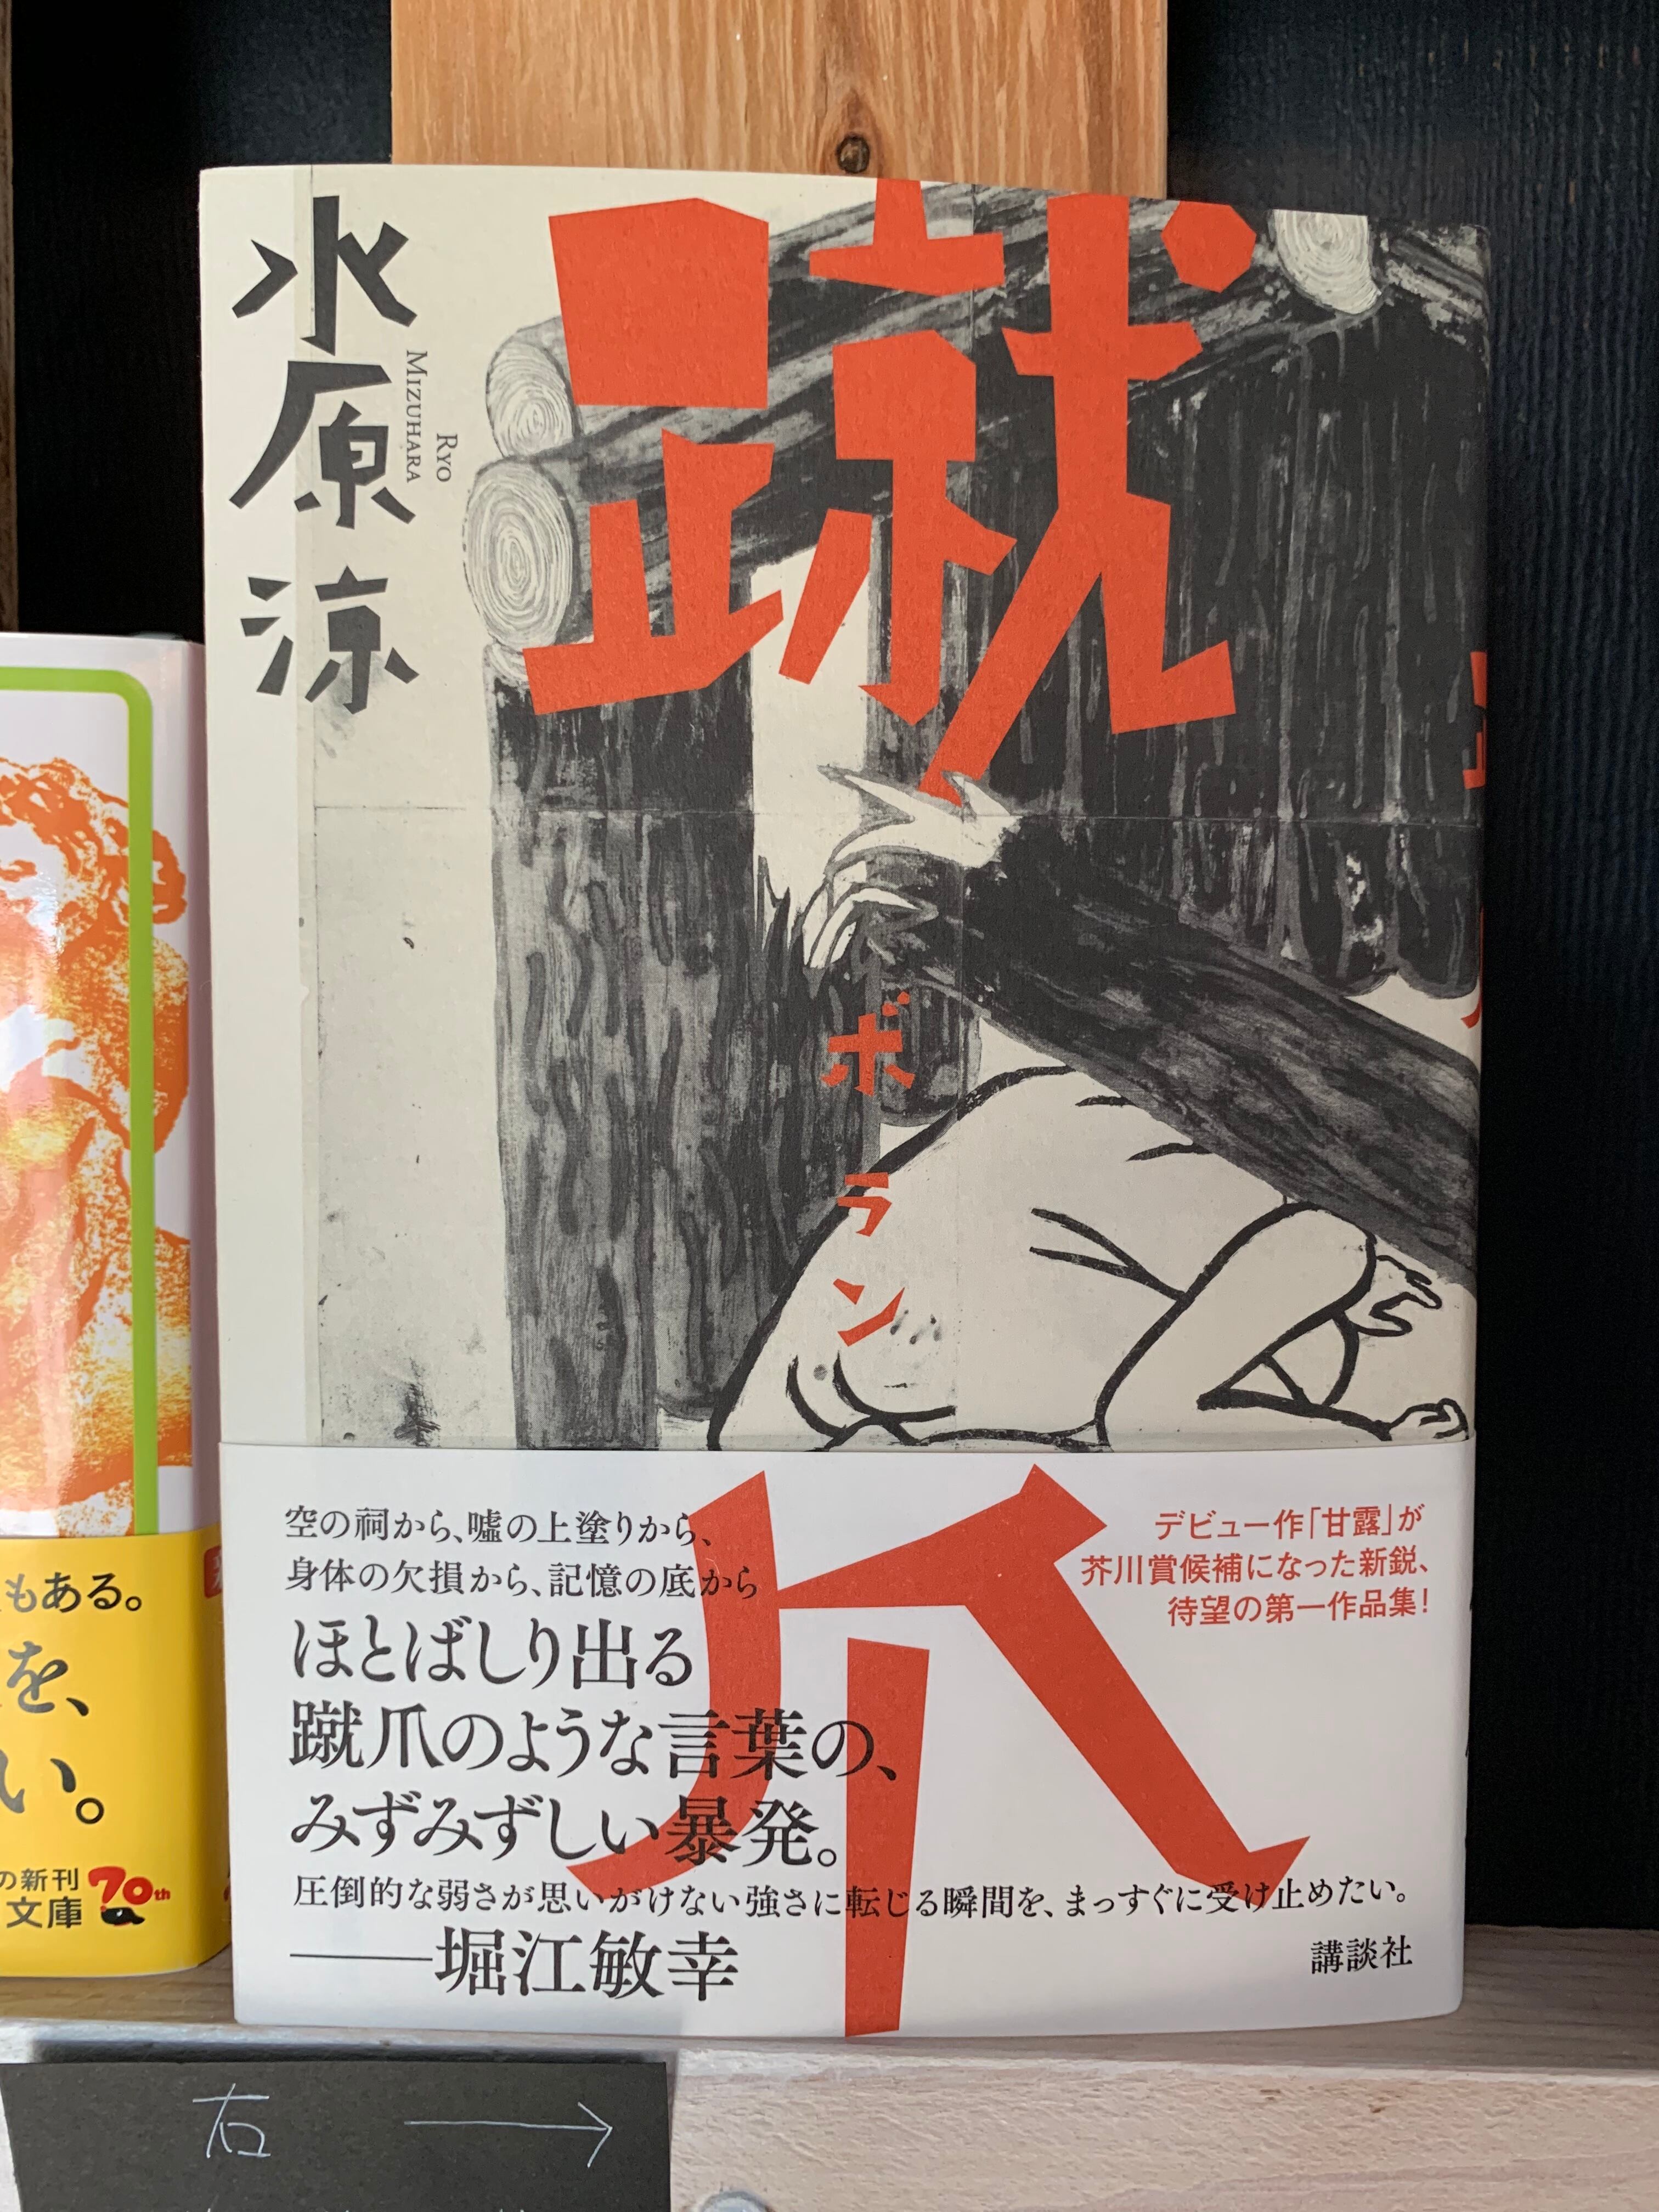 水原涼
RYO
MIZUHARA
蹴爪
ボラン
空の祠から、嘘の上塗りから、
身体の欠損から、記憶の底から
ほとばしり出る
蹴爪のような言葉の、
みずみずしい暴発。
圧倒的な弱さが思いがけない強さに転じる瞬間を、まっすぐに受け止めたい。
——堀江敏幸
デビュー作「甘露」が
芥川賞候補になった新鋭、
待望の第一作品集!
講談社
もある。
を、
い。
の新刊
文庫
70th
右 →